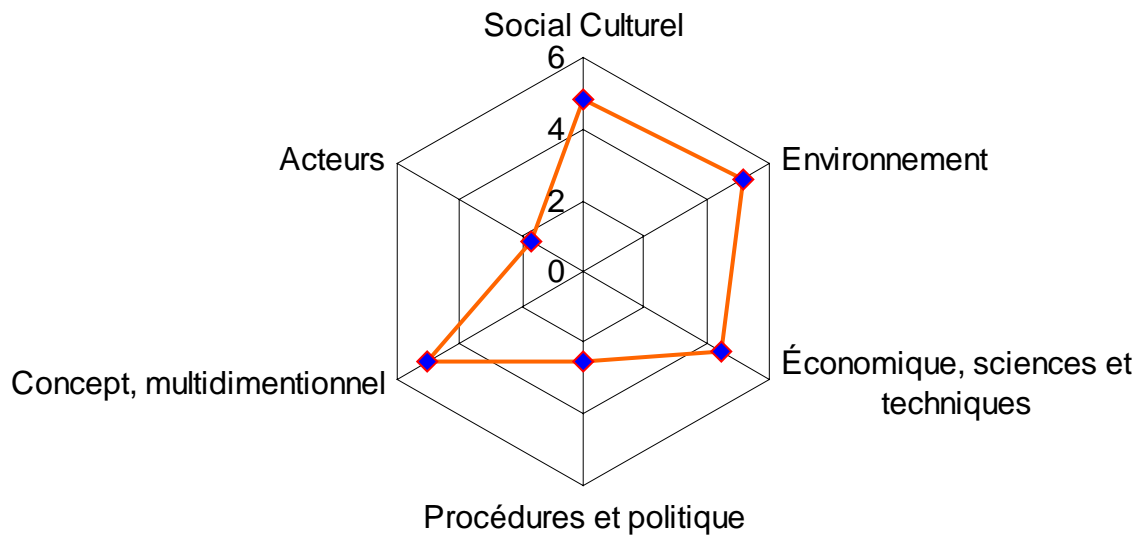 Social Culturel
6
4
2
0
Acteurs
Environnement
Concept, multidimentionnel
Économique, sciences et
techniques
Procédures et politique